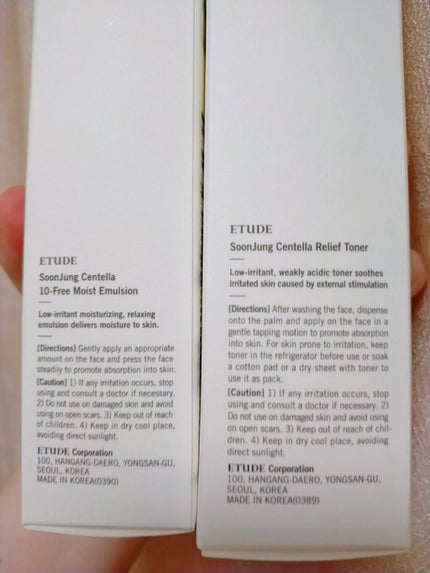 ETUDE
SoonJung Centella
10-Free Moist Emulsion
Low-irritant moisturizing, relaxing
emulsion delivers moisture to skin.
[Directions] Gently apply an appropriate
amount on the face and press the face
steadily to promote absorption into skin.
[Caution] 1) If any irritation occurs, stop
using and consult a doctor if necessary.
2) Do not use on damaged skin and avoid
using on open scars. 3) Keep out of reach
of children. 4) Keep in dry cool place,
avoiding direct sunlight.
ETUDE Corporation
100, HANGANG-DAERO, YONGSAN-GU,
SEOUL, KOREA
MADE IN KOREA(0390)
ETUDE
SoonJung Centella Relief Toner
Low-irritant, weakly acidic toner soothes
irritated skin caused by external stimulation
[Directions] After washing the face, dispense
onto the palm and apply on the face in a
gentle tapping motion to promote absorption
into skin. For skin prone to irritation, keep
toner in the refrigerator before use or soak
a cotton pad or a dry sheet with toner to
use it as pack.
[Caution] 1) If any irritation occurs, stop
using and consult a doctor if necessary. 2)
Do not use on damaged skin and avoid using
on open scars. 3) Keep out of reach of chil-
dren. 4) Keep in dry cool place, avoiding
direct sunlight.
ETUDE Corporation
100, HANGANG-DAERO, YONGSAN-GU,
SEOUL, KOREA
MADE IN KOREA(0389)